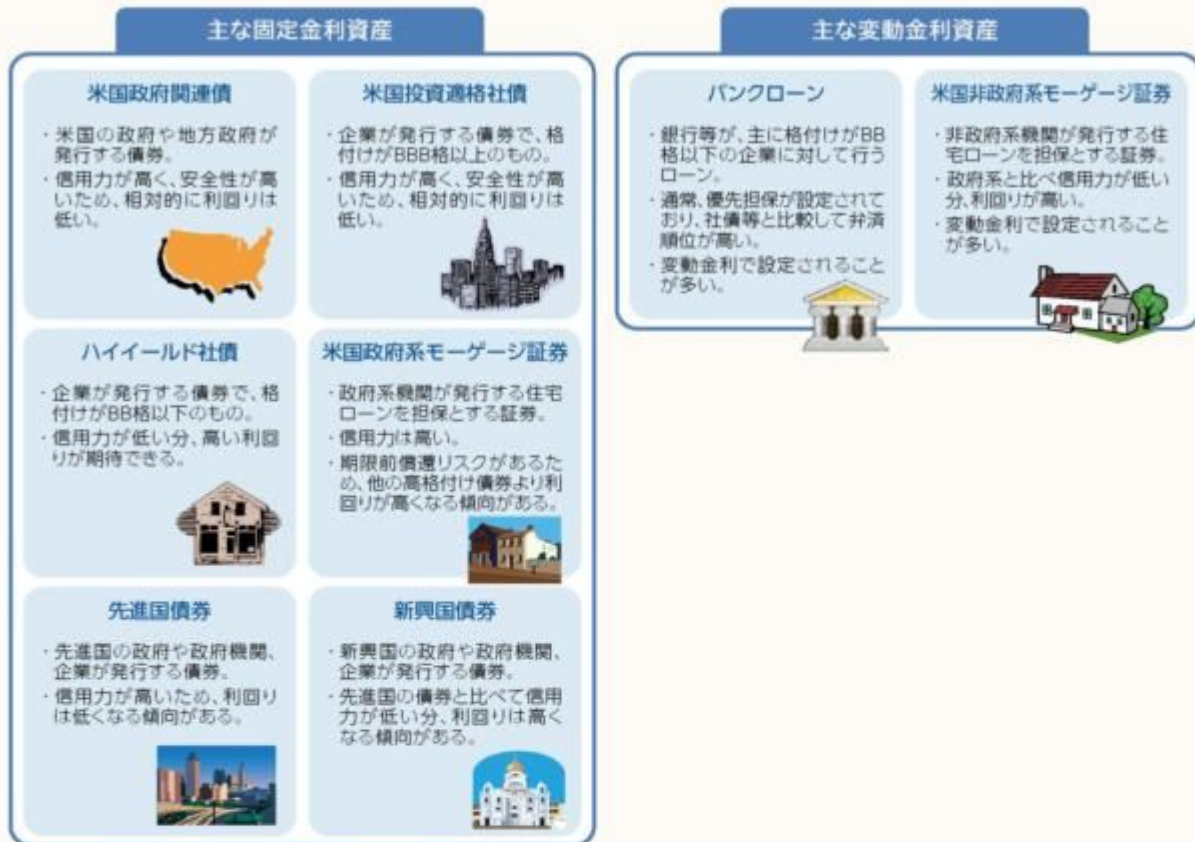 主な固定金利資産
米国政府関連債
・米国の政府や地方政府が
発行する債券。
・信用力が高く、安全性が高
いため、相対的に利回りは
低い。
米国投資適格社債
・企業が発行する債券で、格
付けがBBB格以上のもの。
・信用力が高く、安全性が高
いため、相対的に利回りは
低い。
ハイイールド社債
・企業が発行する債券で、格
付けがBB格以下のもの。
・信用力が低い分、高い利回
りが期待できる。
米国政府系モーゲージ証券
・政府系機関が発行する住宅
ローンを担保とする証券。
・信用力は高い。
・期限前償還リスクがあるた
め、他の高格付け債券より利
回りが高くなる傾向がある。
先進国債券
・先進国の政府や政府機関、
企業が発行する債券。
・信用力が高いため、利回り
は低くなる傾向がある。
新興国債券
・新興国の政府や政府機関、
企業が発行する債券。
・先進国の債券と比べて信用
力が低い分、利回りは高く
なる傾向がある。
主な変動金利資産
バンクローン
・銀行等が、主に格付けがBB
格以下の企業に対して行う
ローン。
・通常、優先担保が設定されて
おり、社債等と比較して弁済
順位が高い。
・変動金利で設定されること
が多い。
米国非政府系モーゲージ証券
・非政府系機関が発行する住
宅ローンを担保とする証券。
・政府系と比べ信用力が低い
分、利回りが高い。
・変動金利で設定されること
が多い。